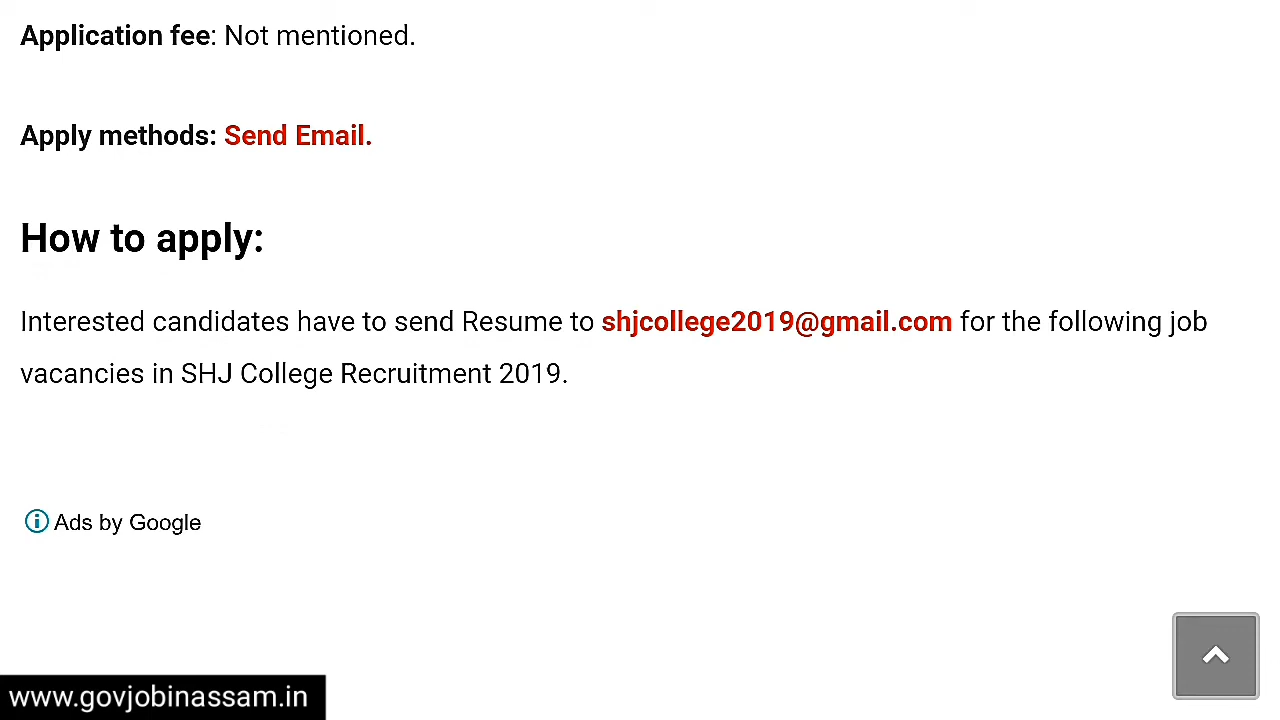 Application fee: Not mentioned.
Apply methods: Send Email.
How to apply:
Interested candidates have to send Resume to shjcollege2019@gmail.com for the following job
vacancies in SHJ College Recruitment 2019.
Ads by Google
www.govjobinassam.in